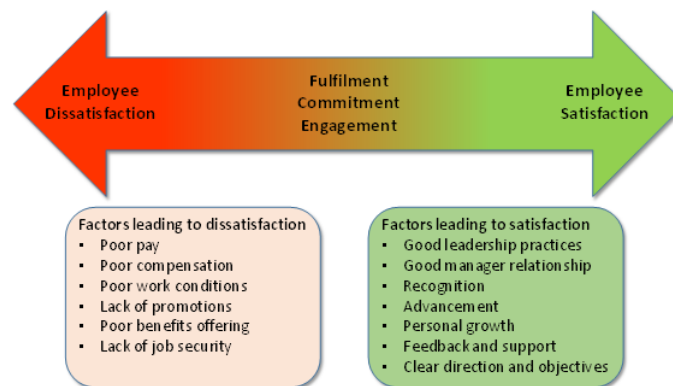 Employee
Dissatisfaction
Fulfilment
Commitment
Engagement
Employee
Satisfaction
Factors leading to dissatisfaction
▪ Poor pay
▪ Poor compensation
▪ Poor work conditions
▪ Lack of promotions
▪ Poor benefits offering
▪ Lack of job security
Factors leading to satisfaction
▪ Good leadership practices
▪ Good manager relationship
▪ Recognition
▪ Advancement
▪ Personal growth
▪ Feedback and support
▪ Clear direction and objectives